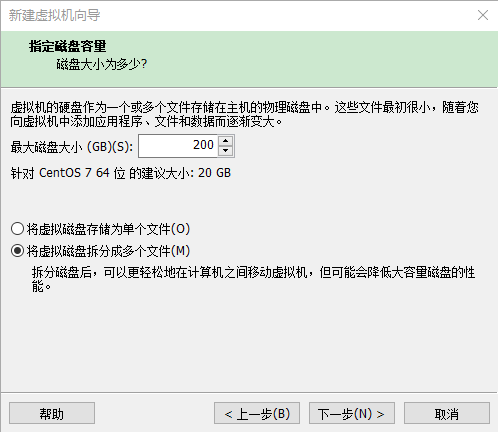 新建虚拟机向导
指定磁盘容量
磁盘大小为多少?
虚拟机的硬盘作为一个或多个文件存储在主机的物理磁盘中。这些文件最初很小，随着您
向虚拟机中添加应用程序、文件和数据而逐渐变大。
最大磁盘大小 (GB)(S): 200
针对 CentOS 7 64 位 的建议大小: 20 GB
将虚拟磁盘存储为单个文件(O)
将虚拟磁盘拆分成多个文件(M)
拆分磁盘后，可以更轻松地在计算机之间移动虚拟机，但可能会降低大容量磁盘的性
能。
帮助 < 上一步(B) 下一步(N) > 取消